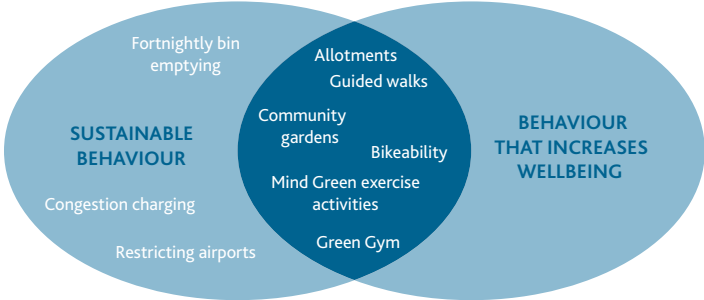 Fortnightly bin
emptying
SUSTAINABLE
BEHAVIOUR
Congestion charging
Restricting airports
Allotments
Guided walks
Community
gardens
Bikeability
Mind Green exercise
activities
Green Gym
BEHAVIOUR
THAT INCREASES
WELLBEING